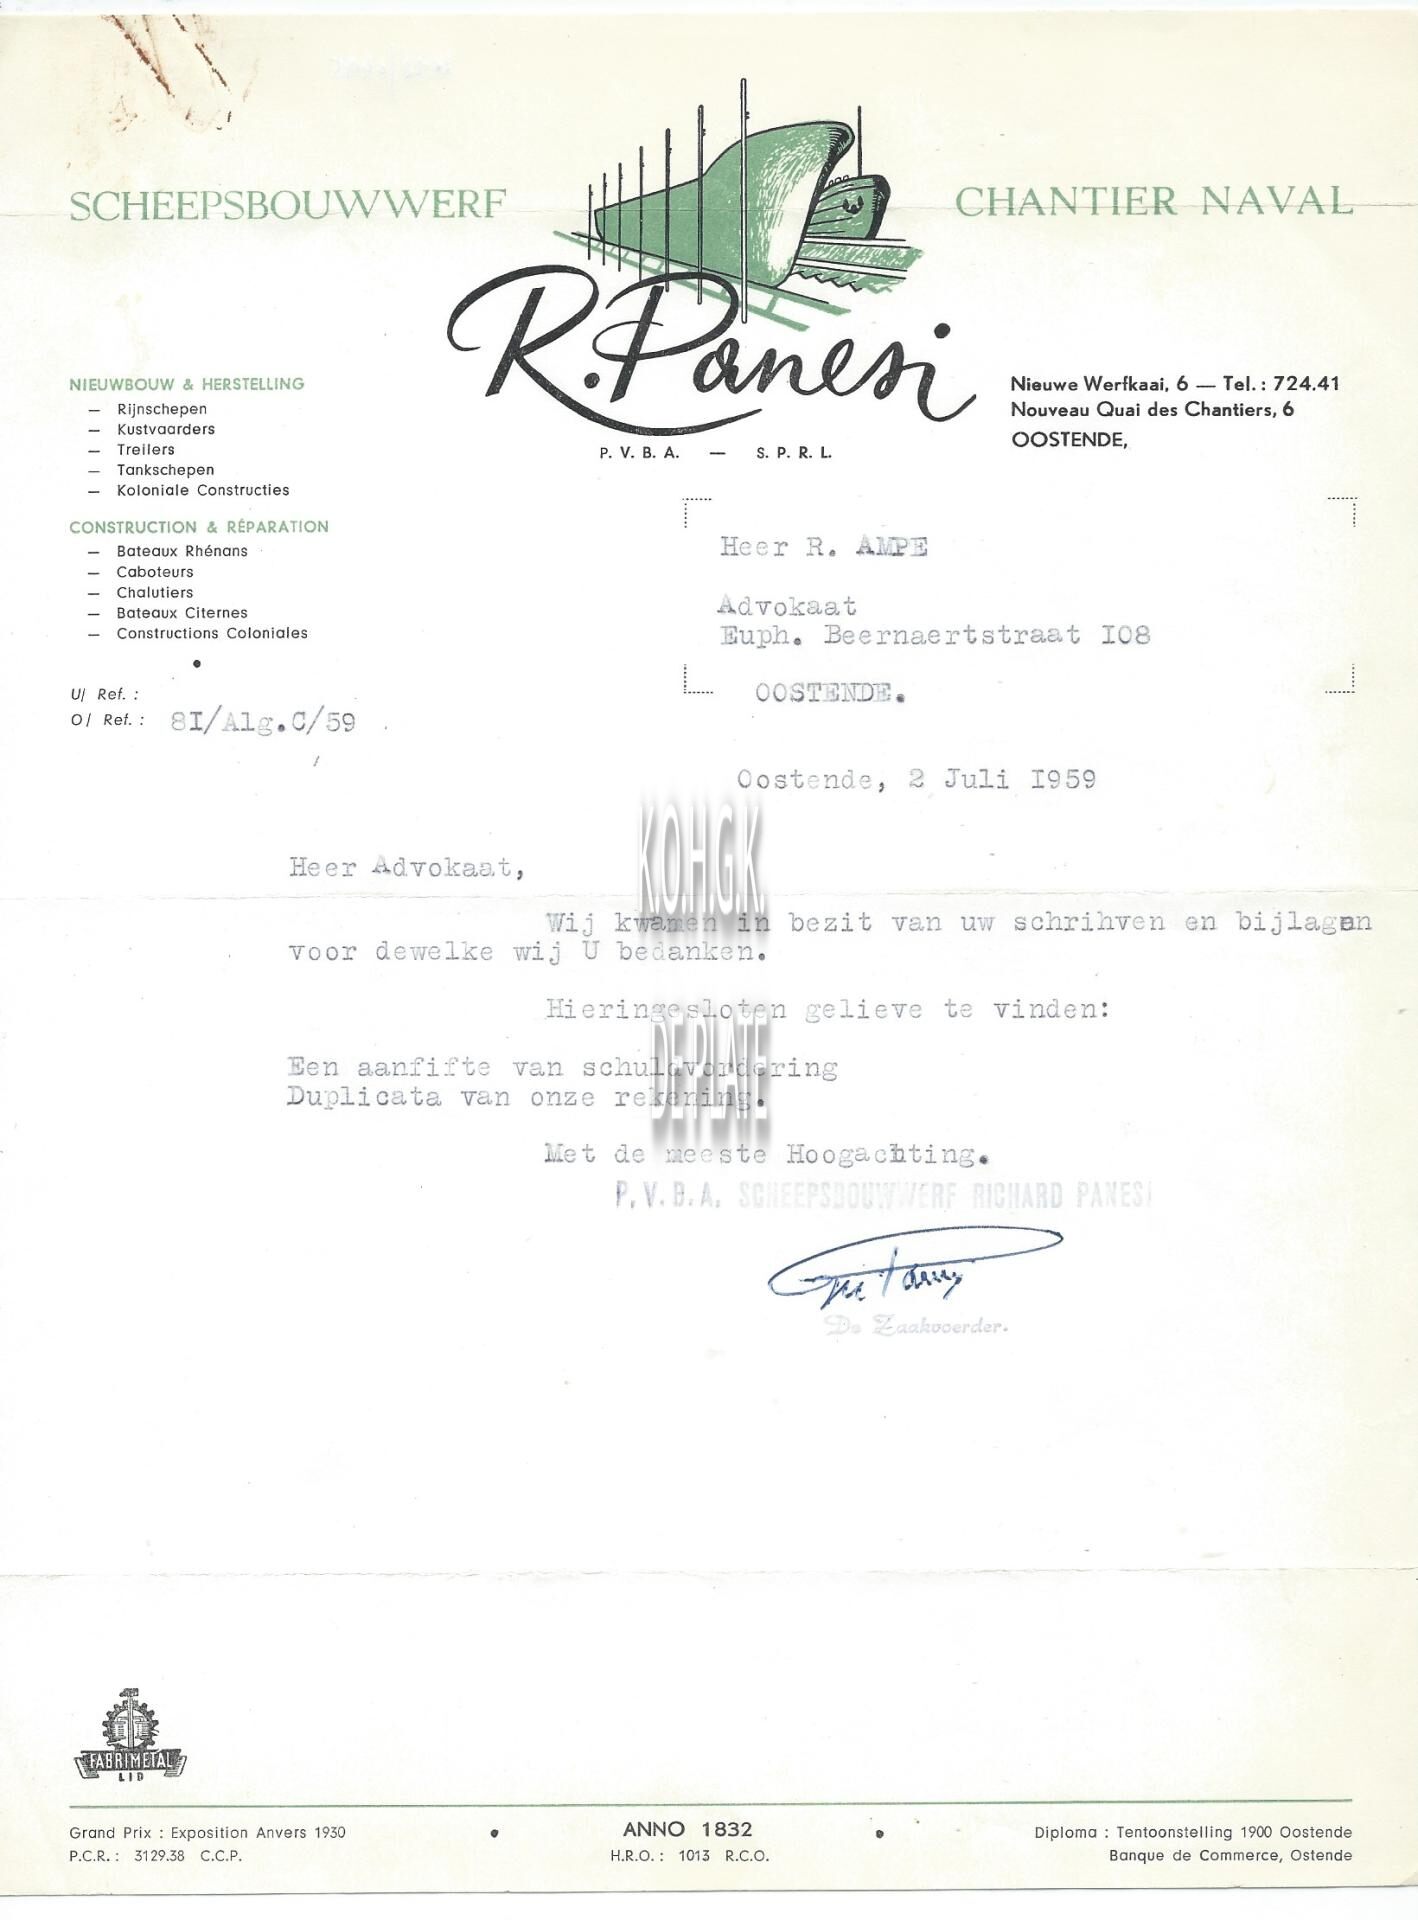 SCHEEPSBOUWWERF
CHANTIER NAVAL
R. Panesi
P. V. B. A. — S. P. R. L.
Nieuwe Werfkaai, 6 — Tel. : 724.41
Nouveau Quai des Chantiers, 6
OOSTENDE,
NIEUWBOUW & HERSTELLING
— Rijnschepen
— Kustvaarders
— Treilers
— Tankschepen
— Koloniale Constructies
CONSTRUCTION & RÉPARATION
— Bateaux Rhénans
— Caboteurs
— Chalutiers
— Bateaux Citernes
— Constructions Coloniales
U/ Ref. :
O/ Ref. : 8I/Alg.C/59
Heer R. AMPE
Advokaat
Euph. Beernaertstraat I08
OOSTENDE.
Oostende, 2 Juli I959
K.O.H.G.K.
Heer Advokaat,
Wij kwamen in bezit van uw schrihven en bijlagen
voor dewelke wij U bedanken.
Hieringesloten gelieve te vinden:
DE PLATE
Een aanfifte van schuldvordering
Duplicata van onze rekening.
Met de meeste Hoogachting.
P.V.B.A. SCHEEPSBOUWWERF RICHARD PANESI
De Zaakvoerder.
FABRIMETAL
LID
Grand Prix : Exposition Anvers 1930
P.C.R. : 3129.38 C.C.P.
ANNO 1832
H.R.O. : 1013 R.C.O.
Diploma : Tentoonstelling 1900 Oostende
Banque de Commerce, Ostende